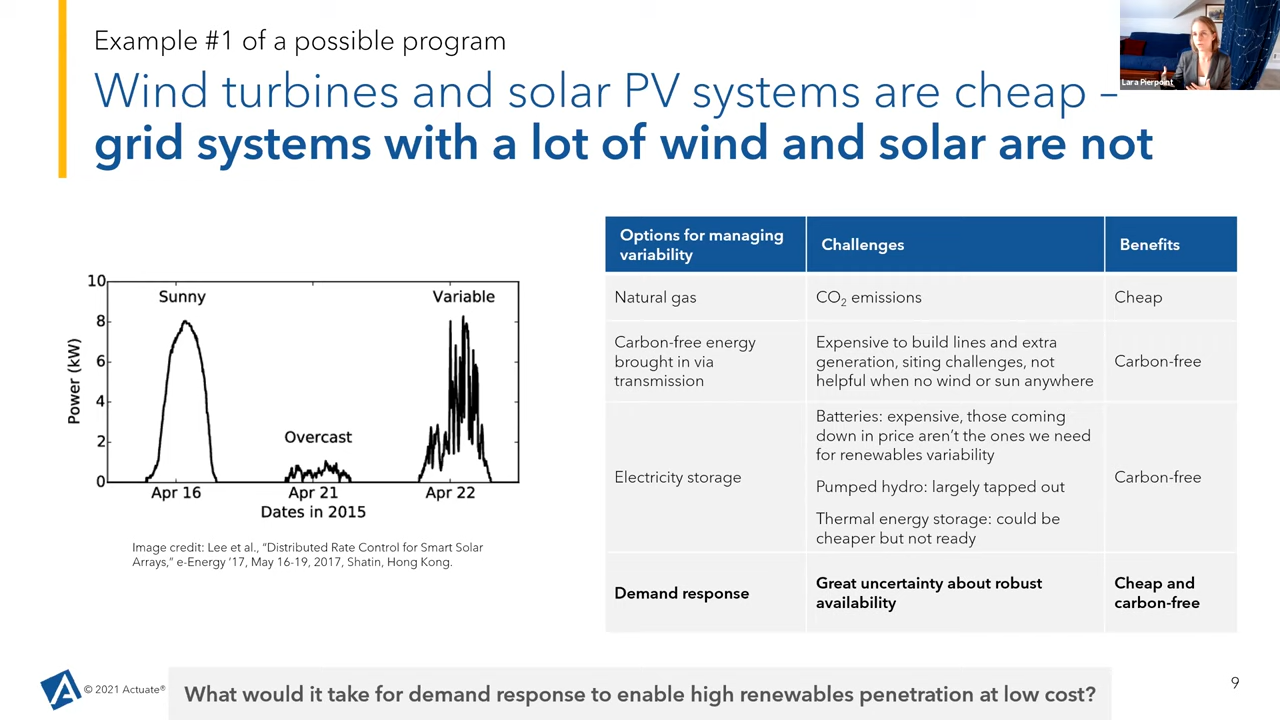 Example #1 of a possible program
Wind turbines and solar PV systems are cheap –
grid systems with a lot of wind and solar are not
Lara Pierpoint
10
8
6
4
2
0
Power (kW)
Sunny
Overcast
Variable
Apr 16
Apr 21
Apr 22
Dates in 2015
Image credit: Lee et al., “Distributed Rate Control for Smart Solar
Arrays,” e-Energy ’17, May 16-19, 2017, Shatin, Hong Kong.
Options for managing
variability
Challenges
Benefits
Natural gas
CO₂ emissions
Cheap
Carbon-free energy
brought in via
transmission
Expensive to build lines and extra
generation, siting challenges, not
helpful when no wind or sun anywhere
Carbon-free
Electricity storage
Batteries: expensive, those coming
down in price aren’t the ones we need
for renewables variability
Pumped hydro: largely tapped out
Thermal energy storage: could be
cheaper but not ready
Carbon-free
Demand response
Great uncertainty about robust
availability
Cheap and
carbon-free
© 2021 Actuate®
What would it take for demand response to enable high renewables penetration at low cost?
9